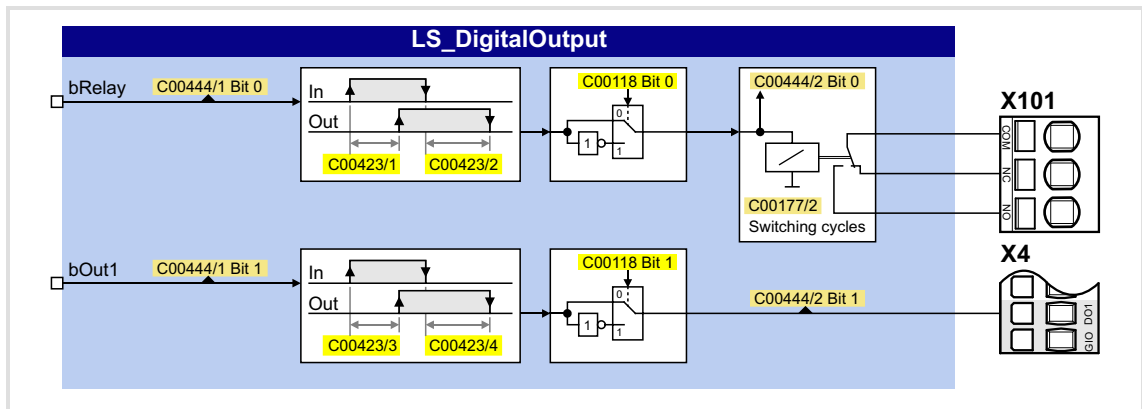 LS_DigitalOutput
bRelay
C00444/1 Bit 0
In
Out
C00423/1
C00423/2
C00118 Bit 0
0
1
1
C00444/2 Bit 0
C00177/2
Switching cycles
X101
COM
NC
NO
bOut1
C00444/1 Bit 1
In
Out
C00423/3
C00423/4
C00118 Bit 1
0
1
1
C00444/2 Bit 1
X4
DO1
GIO